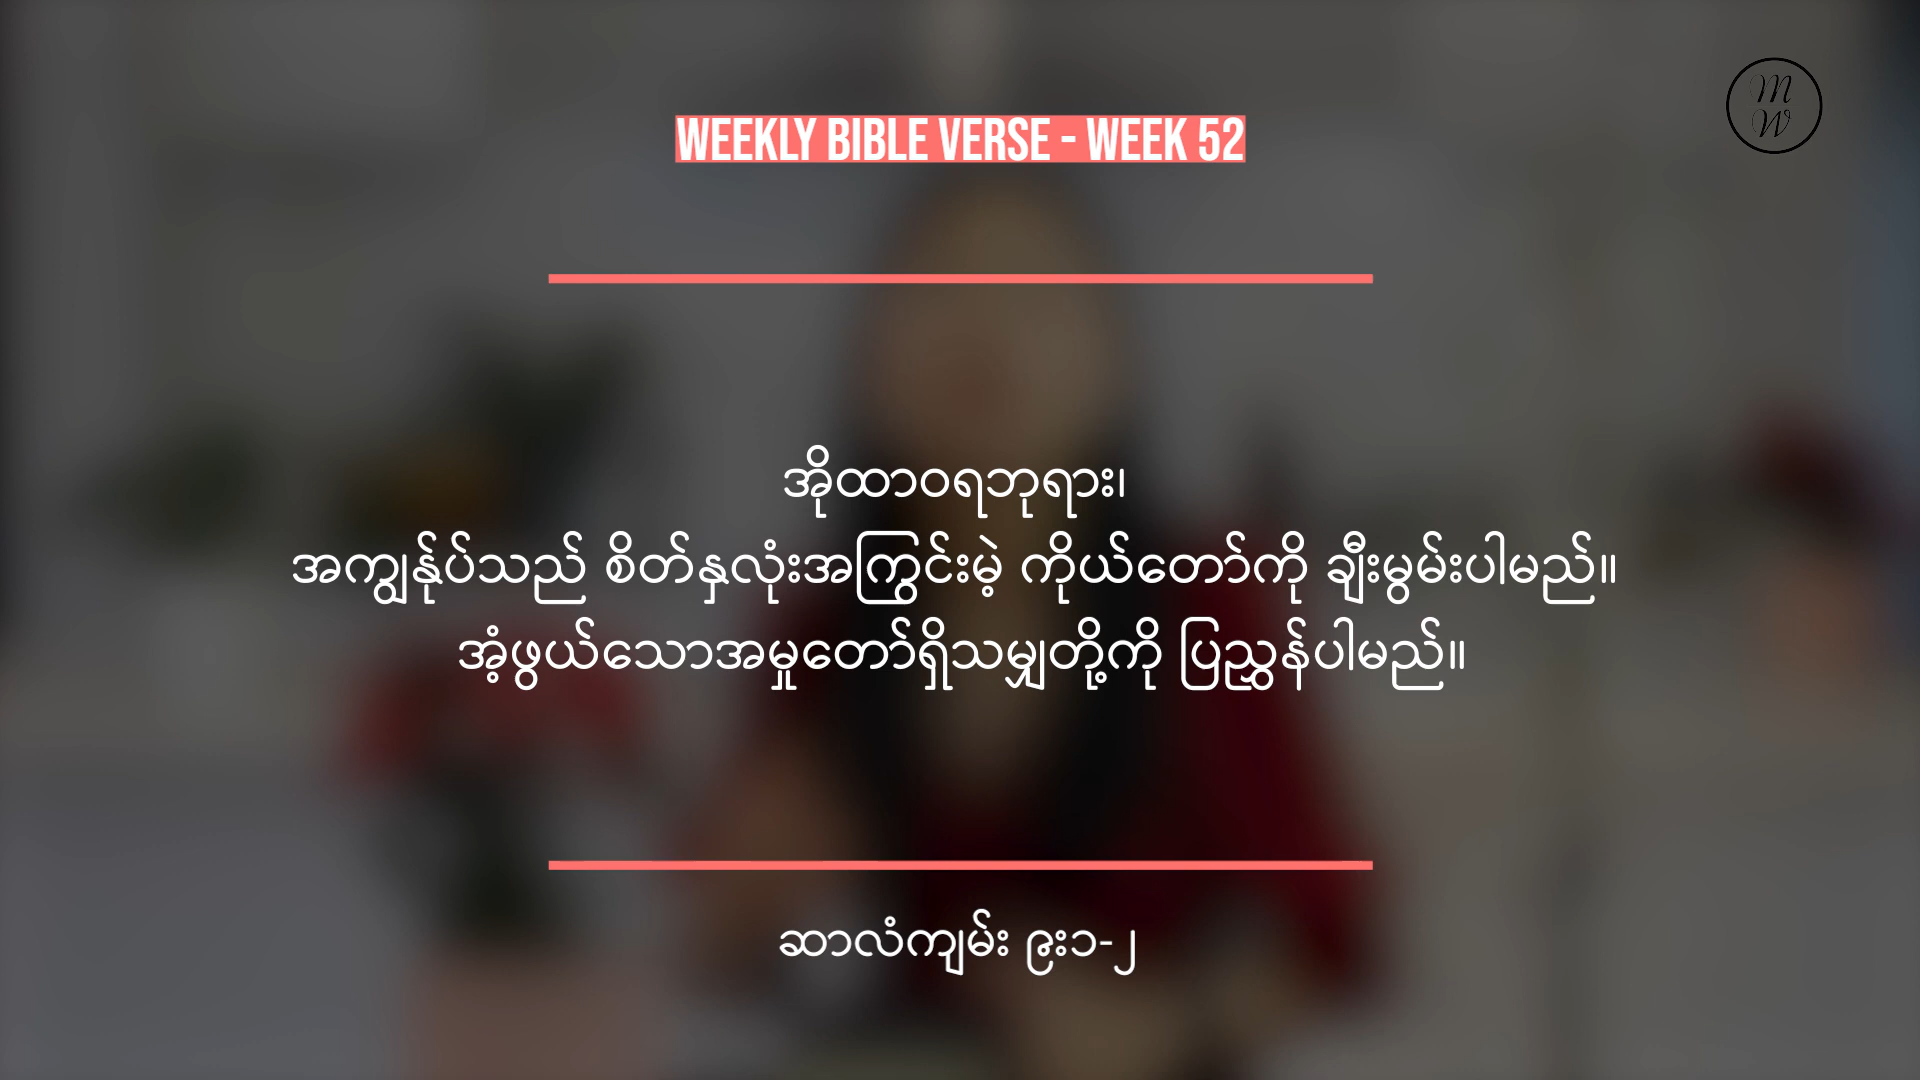 WEEKLY BIBLE VERSE - WEEK 52
M
W
အိုထာဝရဘုရား၊
အကျွန်ုပ်သည် စိတ်နှလုံးအကြွင်းမဲ့ ကိုယ်တော်ကို ချီးမွမ်းပါမည်။
အံ့ဖွယ်သောအမှုတော်ရှိသမျှတို့ကို ပြညွှန်ပါမည်။
ဆာလံကျမ်း ၉း၁-၂